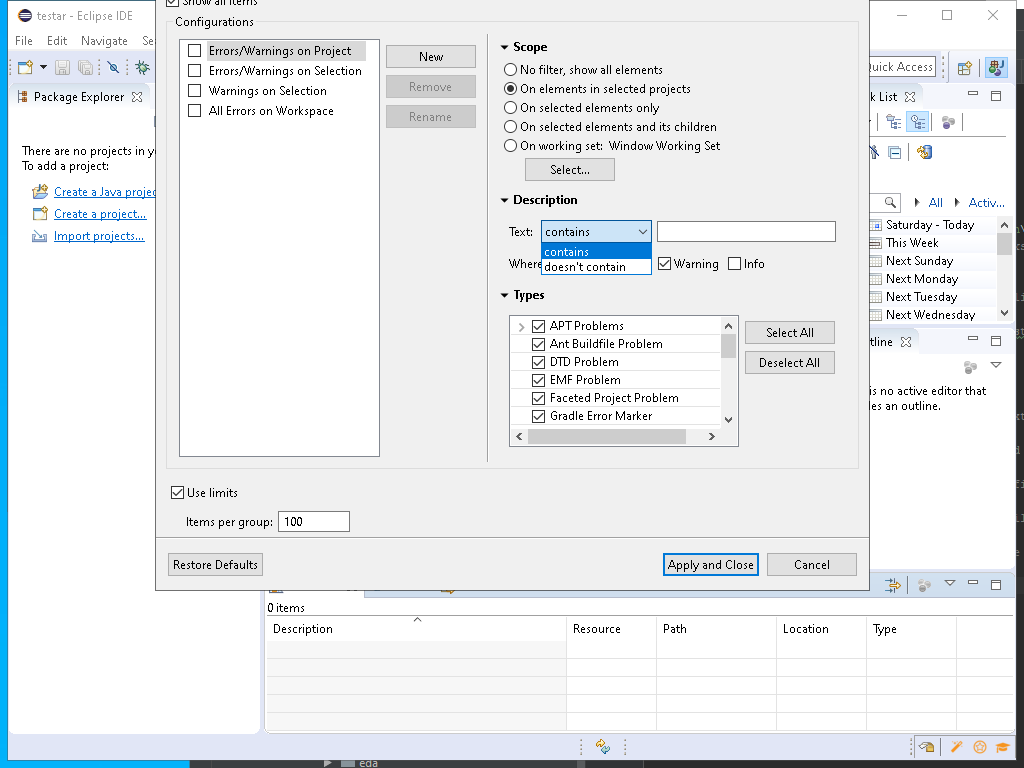 Show all items
testar - Eclipse IDE
File Edit Navigate Se
Configurations
Errors/Warnings on Project
Errors/Warnings on Selection
Warnings on Selection
All Errors on Workspace
New
Remove
Rename
Scope
No filter, show all elements
On elements in selected projects
On selected elements only
On selected elements and its children
On working set: Window Working Set
Select...
Description
Text: contains
contains
doesn't contain
Where
Warning
Info
Types
APT Problems
Ant Buildfile Problem
DTD Problem
EMF Problem
Faceted Project Problem
Gradle Error Marker
Select All
Deselect All
Use limits
Items per group: 100
Restore Defaults
Apply and Close
Cancel
Package Explorer
There are no projects in y
To add a project:
Create a Java projec
Create a project...
Import projects...
Quick Access
k List
All
Activ...
Saturday - Today
This Week
Next Sunday
Next Monday
Next Tuesday
Next Wednesday
tline
is no active editor that
des an outline.
0 items
Description Resource Path Location Type
eda